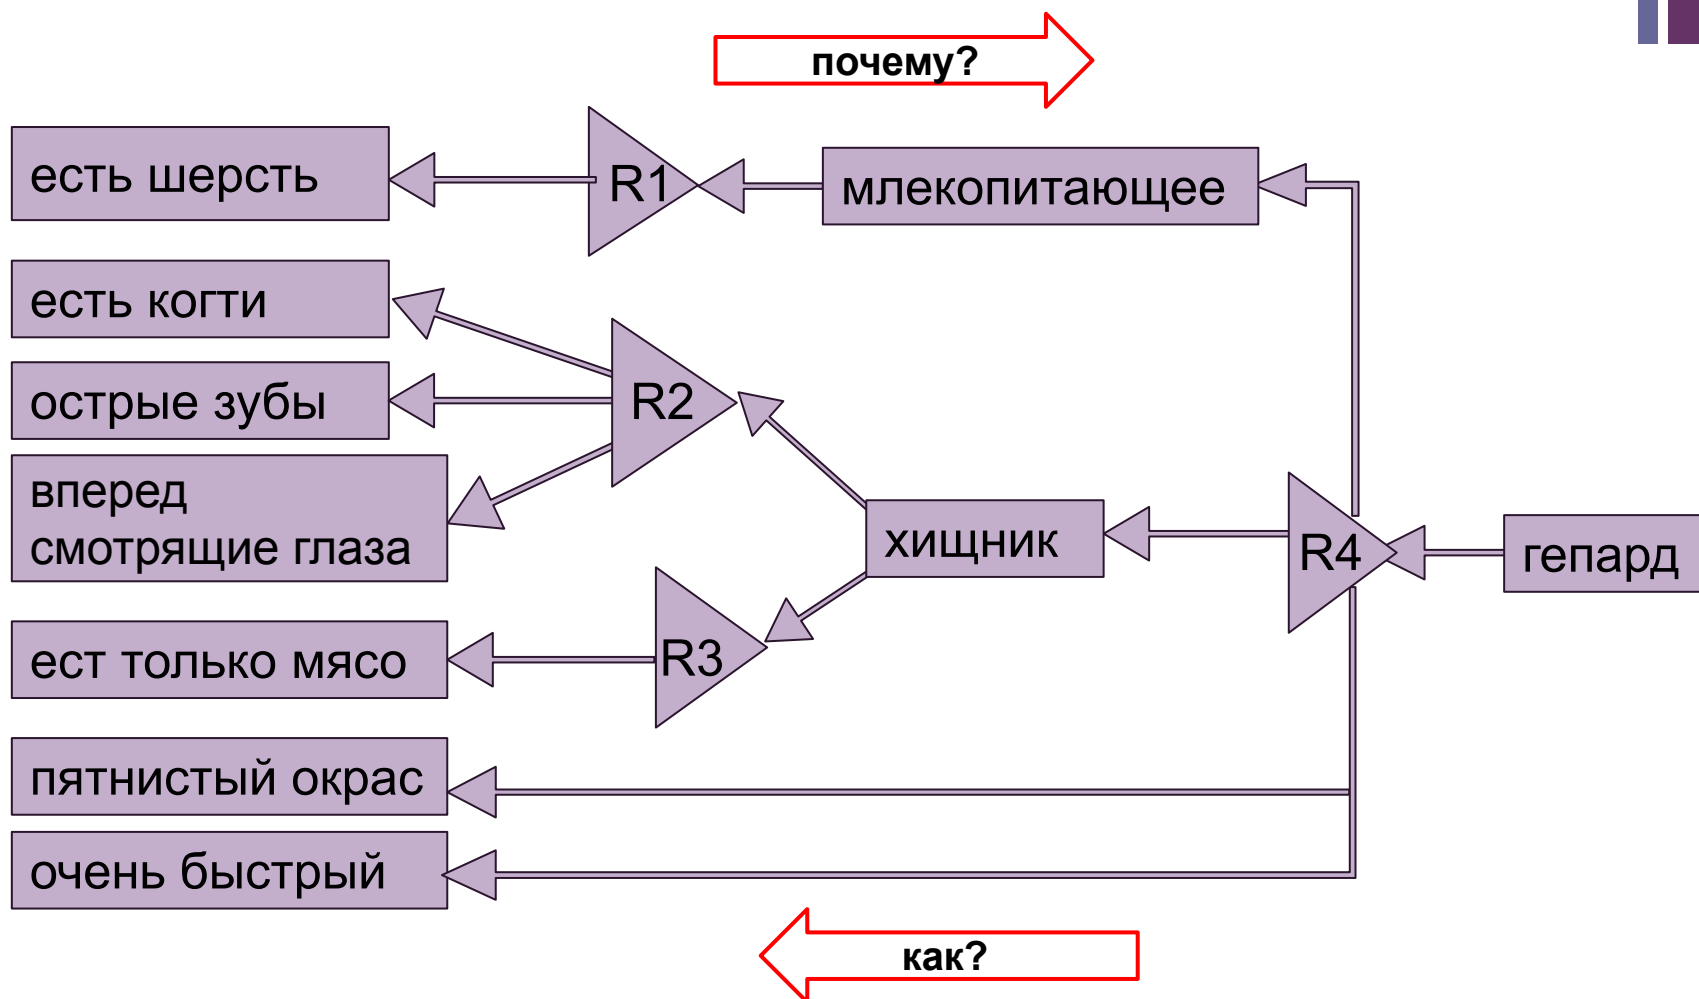 почему?
есть шерсть
R1
млекопитающее
есть когти
острые зубы
R2
вперед
смотрящие глаза
хищник
R4
гепард
ест только мясо
R3
пятнистый окрас
очень быстрый
как?